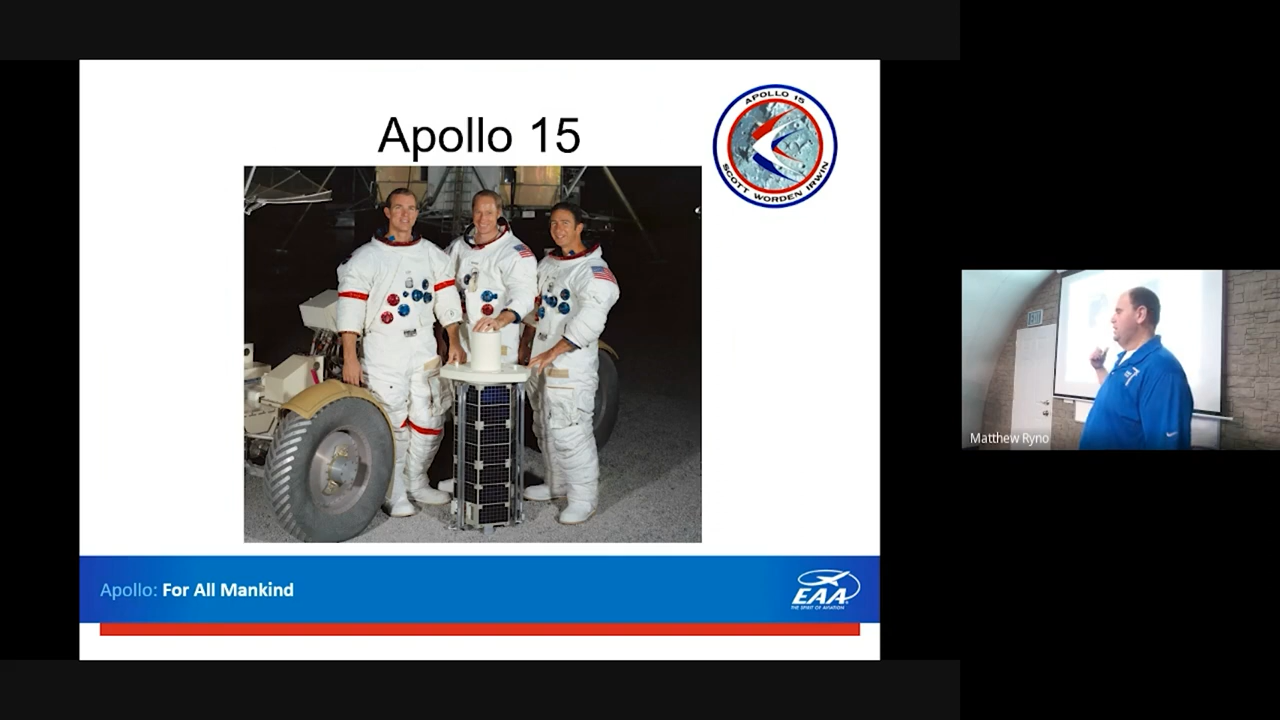 Apollo 15
APOLLO 15
SCOTT WORDEN IRWIN
Apollo: For All Mankind
EAA
THE SPIRIT OF AVIATION
Matthew Ryno